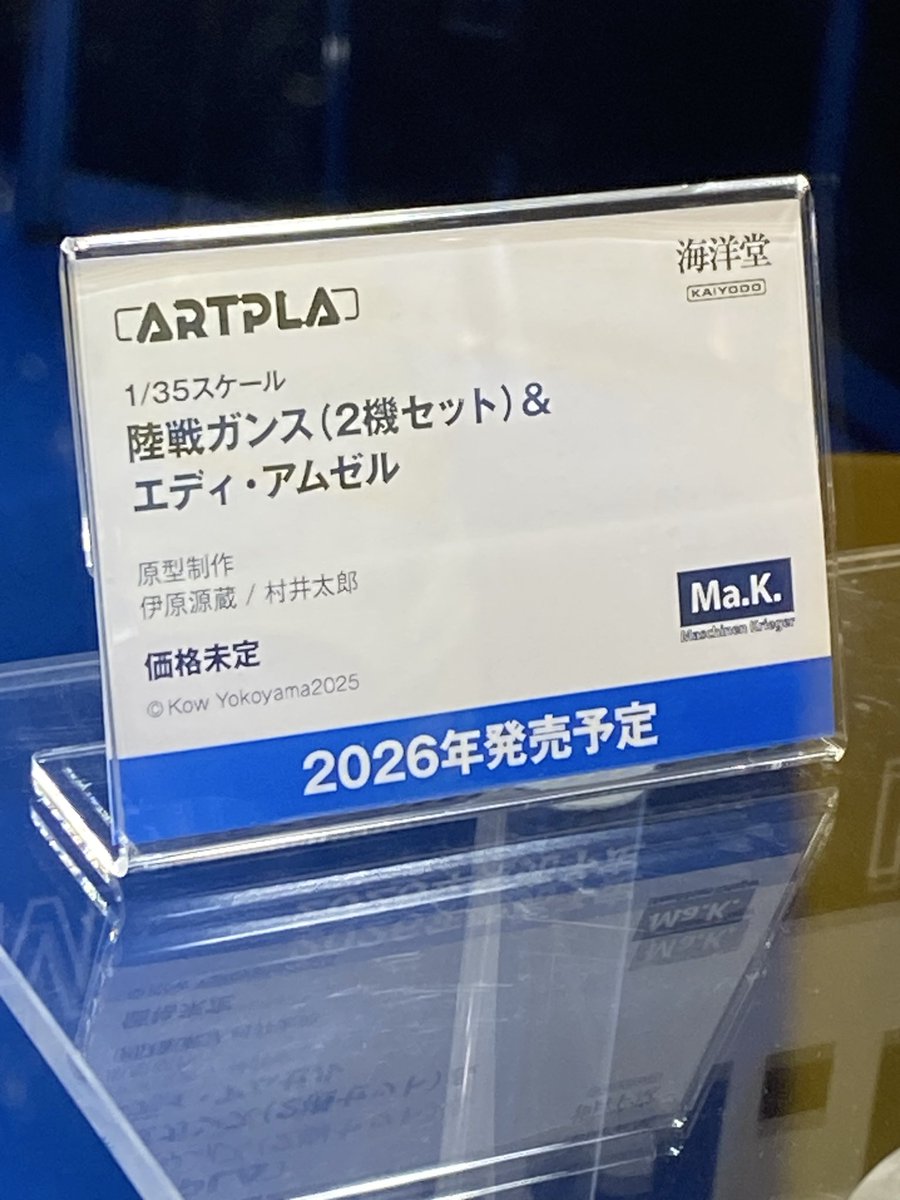 [ARTPLA]
海洋堂
KAIYODO
1/35スケール
陸戦ガンス(2機セット)&
エディ・アムゼル
原型制作
伊原源蔵 / 村井太郎
価格未定
©Kow Yokoyama2025
Ma.K.
Maschinen Krieger
2026年発売予定